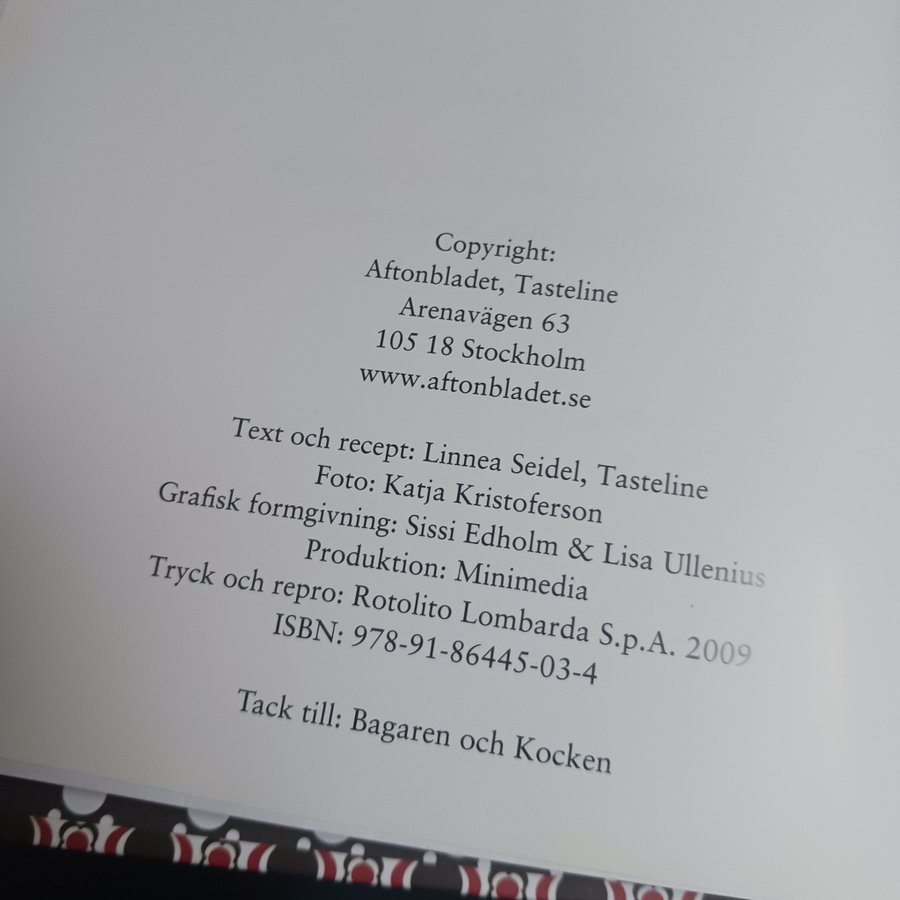 Copyright:
Aftonbladet, Tasteline
Arenavägen 63
105 18 Stockholm
www.aftonbladet.se
Text och recept: Linnea Seidel, Tasteline
Foto: Katja Kristoferson
Grafisk formgivning: Sissi Edholm & Lisa Ullenius
Produktion: Minimedia
Tryck och repro: Rotolito Lombarda S.p.A. 2009
ISBN: 978-91-86445-03-4
Tack till: Bagaren och Kocken